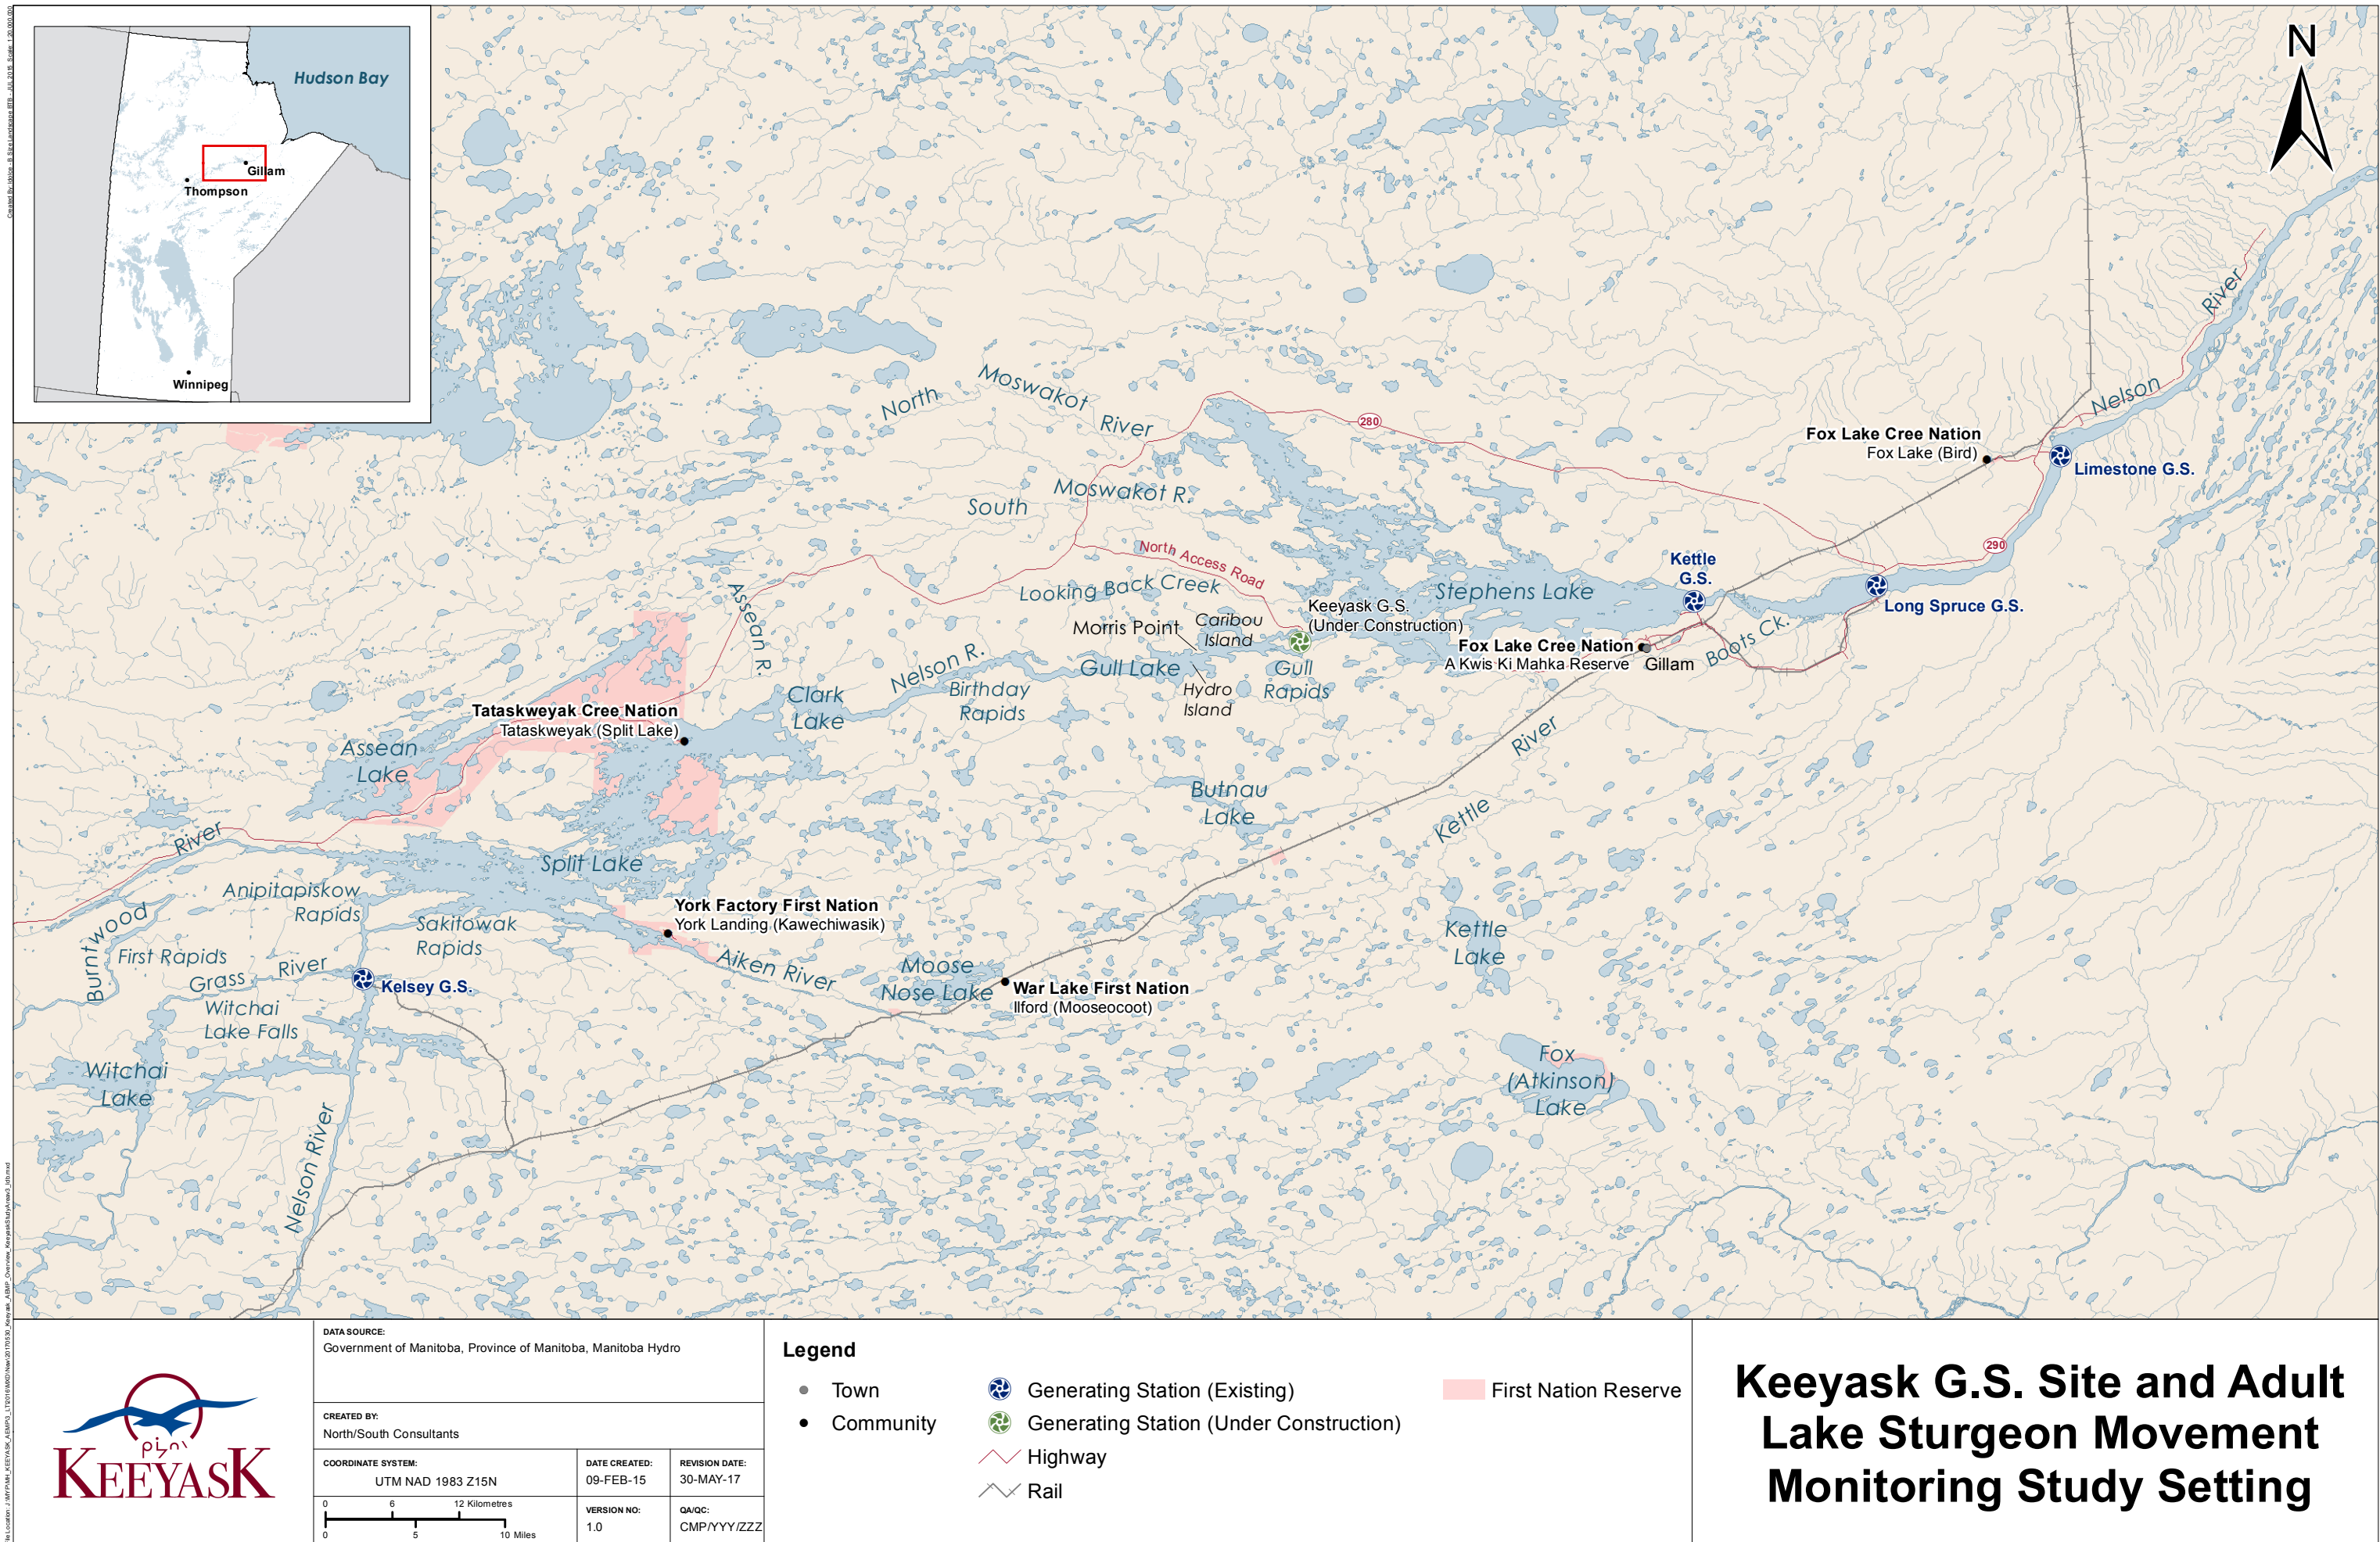 Hudson Bay
Gillam
Thompson
Winnipeg
N
North
Moswakot
River
280
South
Moswakot R.
North Access Road
Looking Back Creek
Assean R.
Morris Point
Caribou
Island
Keeyask G.S.
(Under Construction)
Stephens Lake
Kettle
G.S.
Fox Lake Cree Nation
Fox Lake (Bird)
Limestone G.S.
Nelson
River
290
Long Spruce G.S.
Fox Lake Cree Nation
A Kwis Ki Mahka Reserve
Gillam
Boots Ck.
Gull Lake
Hydro
Island
Gull
Rapids
Nelson R.
Birthday
Rapids
Clark
Lake
Tataskweyak Cree Nation
Tataskweyak (Split Lake)
Assean
Lake
River
Burntwood
Split Lake
Butnau
Lake
Kettle
River
Anipitapiskow
Rapids
Sakitowak
Rapids
York Factory First Nation
York Landing (Kawechiwasik)
Aiken River
First Rapids
Grass
River
Kelsey G.S.
Witchai
Lake Falls
Witchai
Lake
Nelson River
Moose
Nose Lake
War Lake First Nation
Ilford (Mooseocoot)
Kettle
Lake
Fox
(Atkinson)
Lake
KEEYASK
DATA SOURCE:
Government of Manitoba, Province of Manitoba, Manitoba Hydro
CREATED BY:
North/South Consultants
COORDINATE SYSTEM:
UTM NAD 1983 Z15N
DATE CREATED:
09-FEB-15
REVISION DATE:
30-MAY-17
0 6 12 Kilometres
0 5 10 Miles
VERSION NO:
1.0
QA/QC:
CMP/YYY/ZZZ
Legend
Town
Community
Generating Station (Existing)
Generating Station (Under Construction)
Highway
Rail
First Nation Reserve
Keeyask G.S. Site and Adult
Lake Sturgeon Movement
Monitoring Study Setting